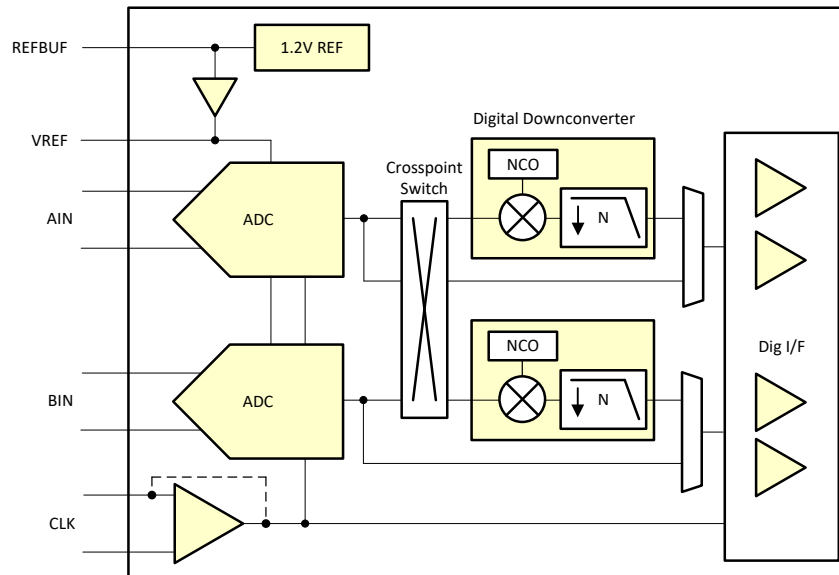 REFBUF
1.2V REF
VREF
Digital Downconverter
NCO
Crosspoint
Switch
AIN
ADC
N
NCO
Dig I/F
BIN
ADC
N
CLK